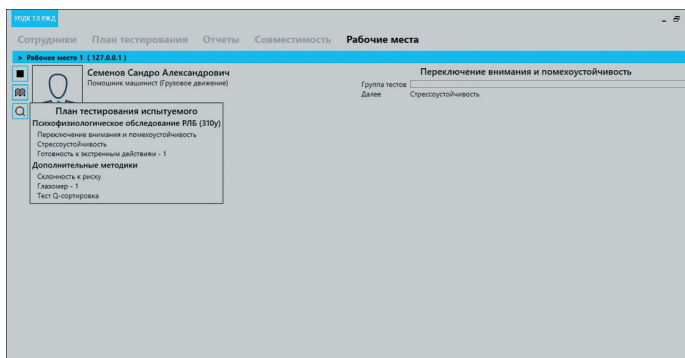 УПДК 7.0 РЖД
Сотрудники План тестирования Отчеты Совместимость Рабочие места
> Рабочее место 1 ( 127.0.0.1 )
Семенов Сандро Александрович
Помощник машинист (Грузовое движение)
Переключение внимания и помехоустойчивость
Группа тестов
Далее Стрессоустойчивость
План тестирования испытуемого
Психофизиологическое обследование РЛБ (310у)
Переключение внимания и помехоустойчивость
Стрессоустойчивость
Готовность к экстренным действиям - 1
Дополнительные методики
Склонность к риску
Глазомер - 1
Тест Q-сортировка